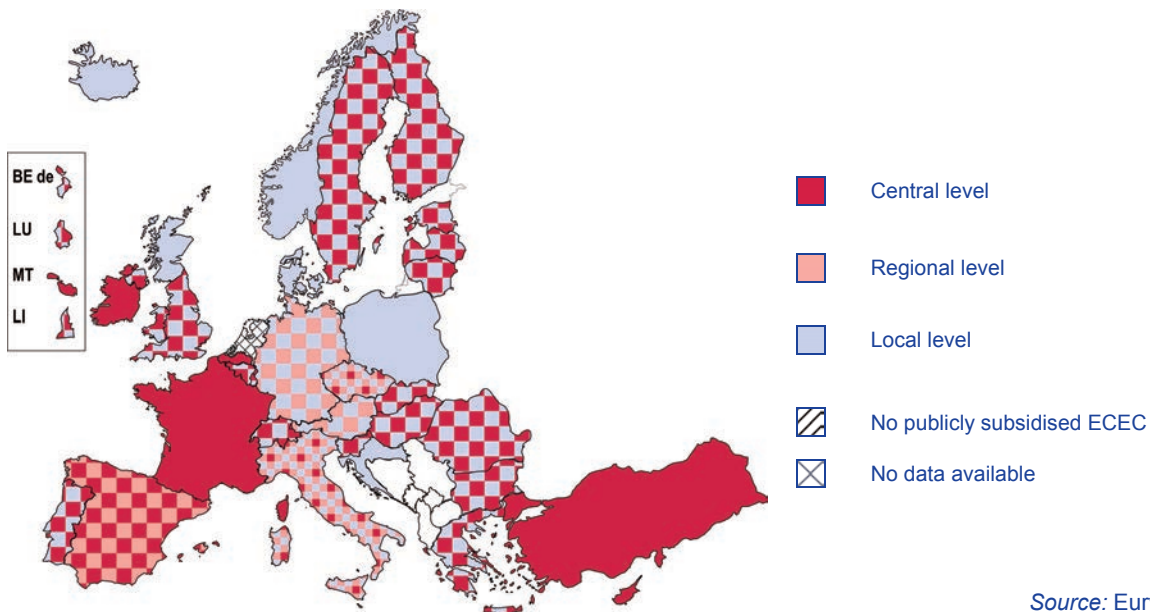 BE de
LU
MT
LI
Central level
Regional level
Local level
No publicly subsidised ECEC
No data available
Source: Eur